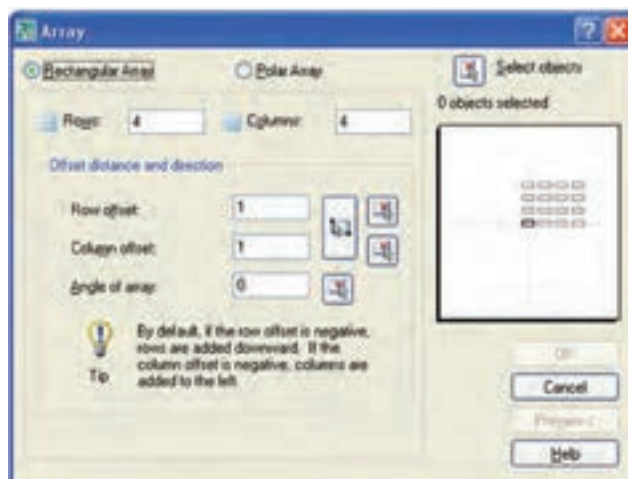 Array
Rectangular Array
Polar Array
Select objects
0 objects selected
Rows: 4
Columns: 4
Offset distance and direction
Row offset: 1
Column offset: 1
Angle of array: 0
By default, if the row offset is negative,
rows are added downward. If the
column offset is negative, columns are
added to the left.
Tip
OK
Cancel
Preview <
Help